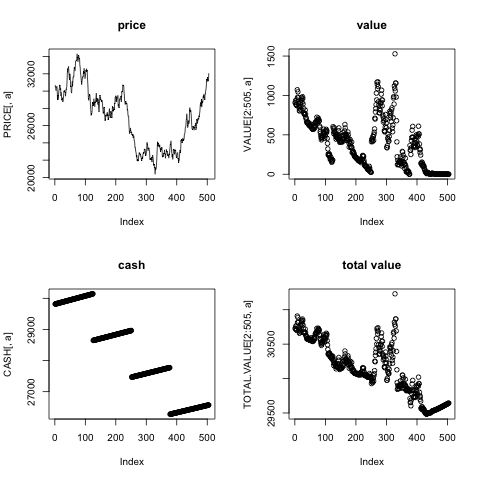 price
PRICE[, a]
20000 26000 32000
0 100 200 300 400 500
Index
value
VALUE[2:505, a]
0 500 1000 1500
0 100 200 300 400 500
Index
cash
CASH[, a]
27000 29000
0 100 200 300 400 500
Index
total value
TOTAL.VALUE[2:505, a]
29500 30500
0 100 200 300 400 500
Index